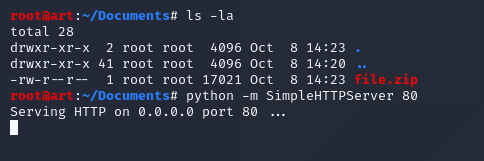 root@art:~/Documents# ls -la
total 28
drwxr-xr-x  2 root root  4096 Oct  8 14:23 .
drwxr-xr-x 41 root root  4096 Oct  8 14:20 ..
-rw-r--r--  1 root root 17021 Oct  8 14:23 file.zip
root@art:~/Documents# python -m SimpleHTTPServer 80
Serving HTTP on 0.0.0.0 port 80 ...